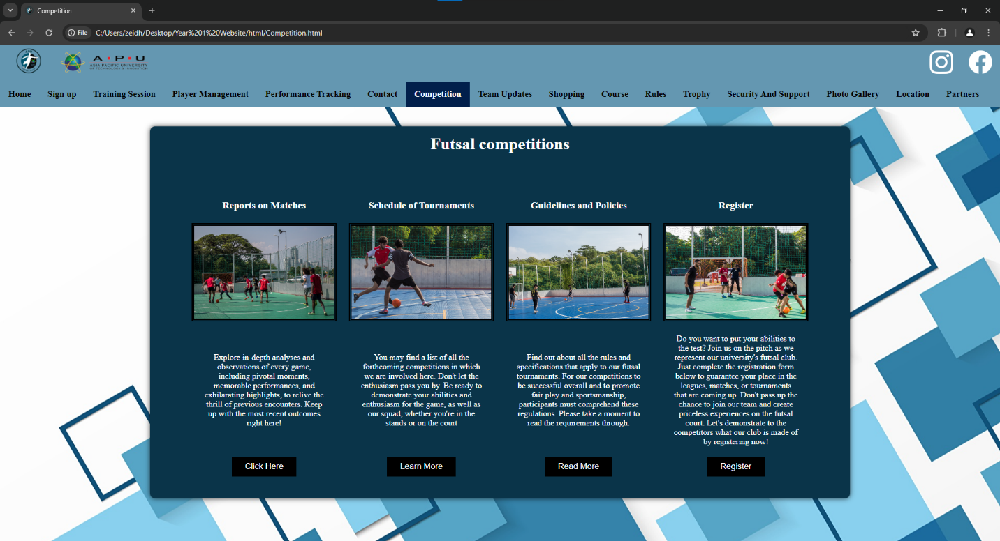 Competition
File C:/Users/zeidh/Desktop/Year%201%20Website/html/Competition.html
A·P·U
ASIA PACIFIC UNIVERSITY
OF TECHNOLOGY & INNOVATION
Home Sign up Training Session Player Management Performance Tracking Contact Competition Team Updates Shopping Course Rules Trophy Security And Support Photo Gallery Location Partners
Futsal competitions
Reports on Matches
Explore in-depth analyses and
observations of every game,
including pivotal moments,
memorable performances, and
exhilarating highlights, to relive the
thrill of previous encounters. Keep
up with the most recent outcomes
right here!
Click Here
Schedule of Tournaments
You may find a list of all the
forthcoming competitions in which
we are involved here. Don't let the
enthusiasm pass you by. Be ready to
demonstrate your abilities and
enthusiasm for the game, as well as
our squad, whether you're in the
stands or on the court
Learn More
Guidelines and Policies
Find out about all the rules and
specifications that apply to our futsal
tournaments. For our competitions to
be successful overall and to promote
fair play and sportsmanship,
participants must comprehend these
regulations. Please take a moment to
read the requirements through.
Read More
Register
Do you want to put your abilities to
the test? Join us on the pitch as we
represent our university's futsal club.
Just complete the registration form
below to guarantee your place in the
leagues, matches, or tournaments
that are coming up. Don't pass up the
chance to join our team and create
priceless experiences on the futsal
court. Let's demonstrate to the
competitors what our club is made of
by registering now!
Register